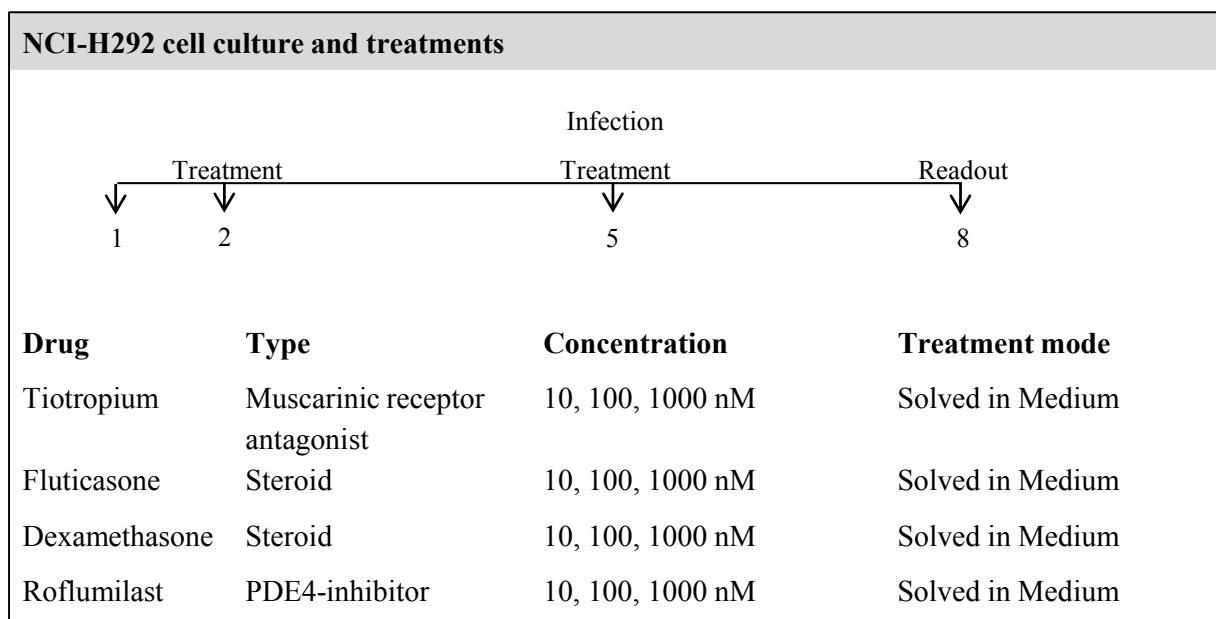 NCI-H292 cell culture and treatments
Infection
Treatment Treatment Readout
1 2 5 8
Drug Type Concentration Treatment mode
Tiotropium Muscarinic receptor 10, 100, 1000 nM Solved in Medium
antagonist
Fluticasone Steroid 10, 100, 1000 nM Solved in Medium
Dexamethasone Steroid 10, 100, 1000 nM Solved in Medium
Roflumilast PDE4-inhibitor 10, 100, 1000 nM Solved in Medium